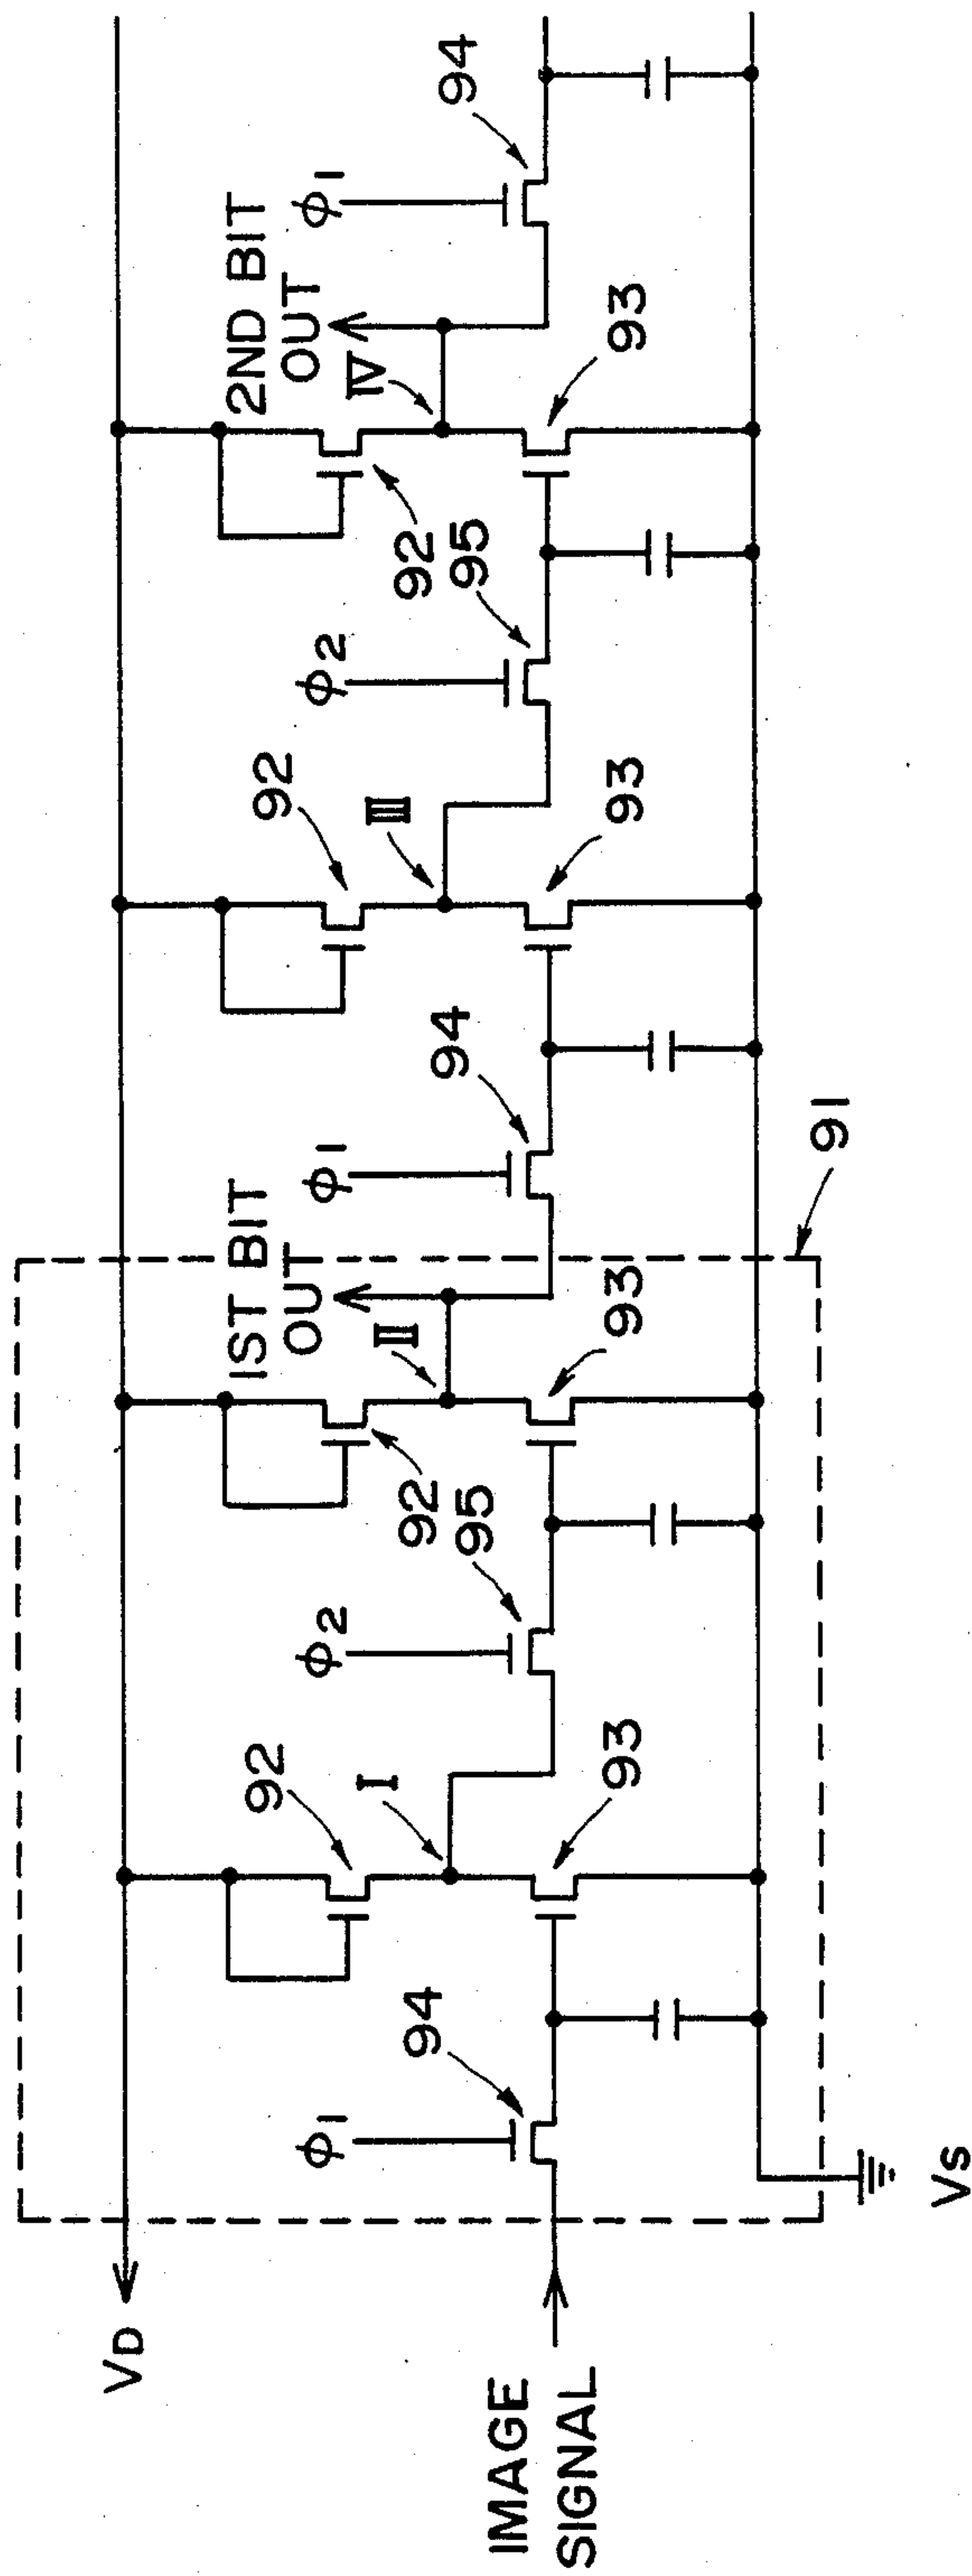 VD
IMAGE
SIGNAL
VS
φ1
94
92
I
93
φ2
95
92
1ST BIT
OUT
II
93
91
φ1
94
92
III
93
φ2
95
92
2ND BIT
OUT
IV
93
φ1
94